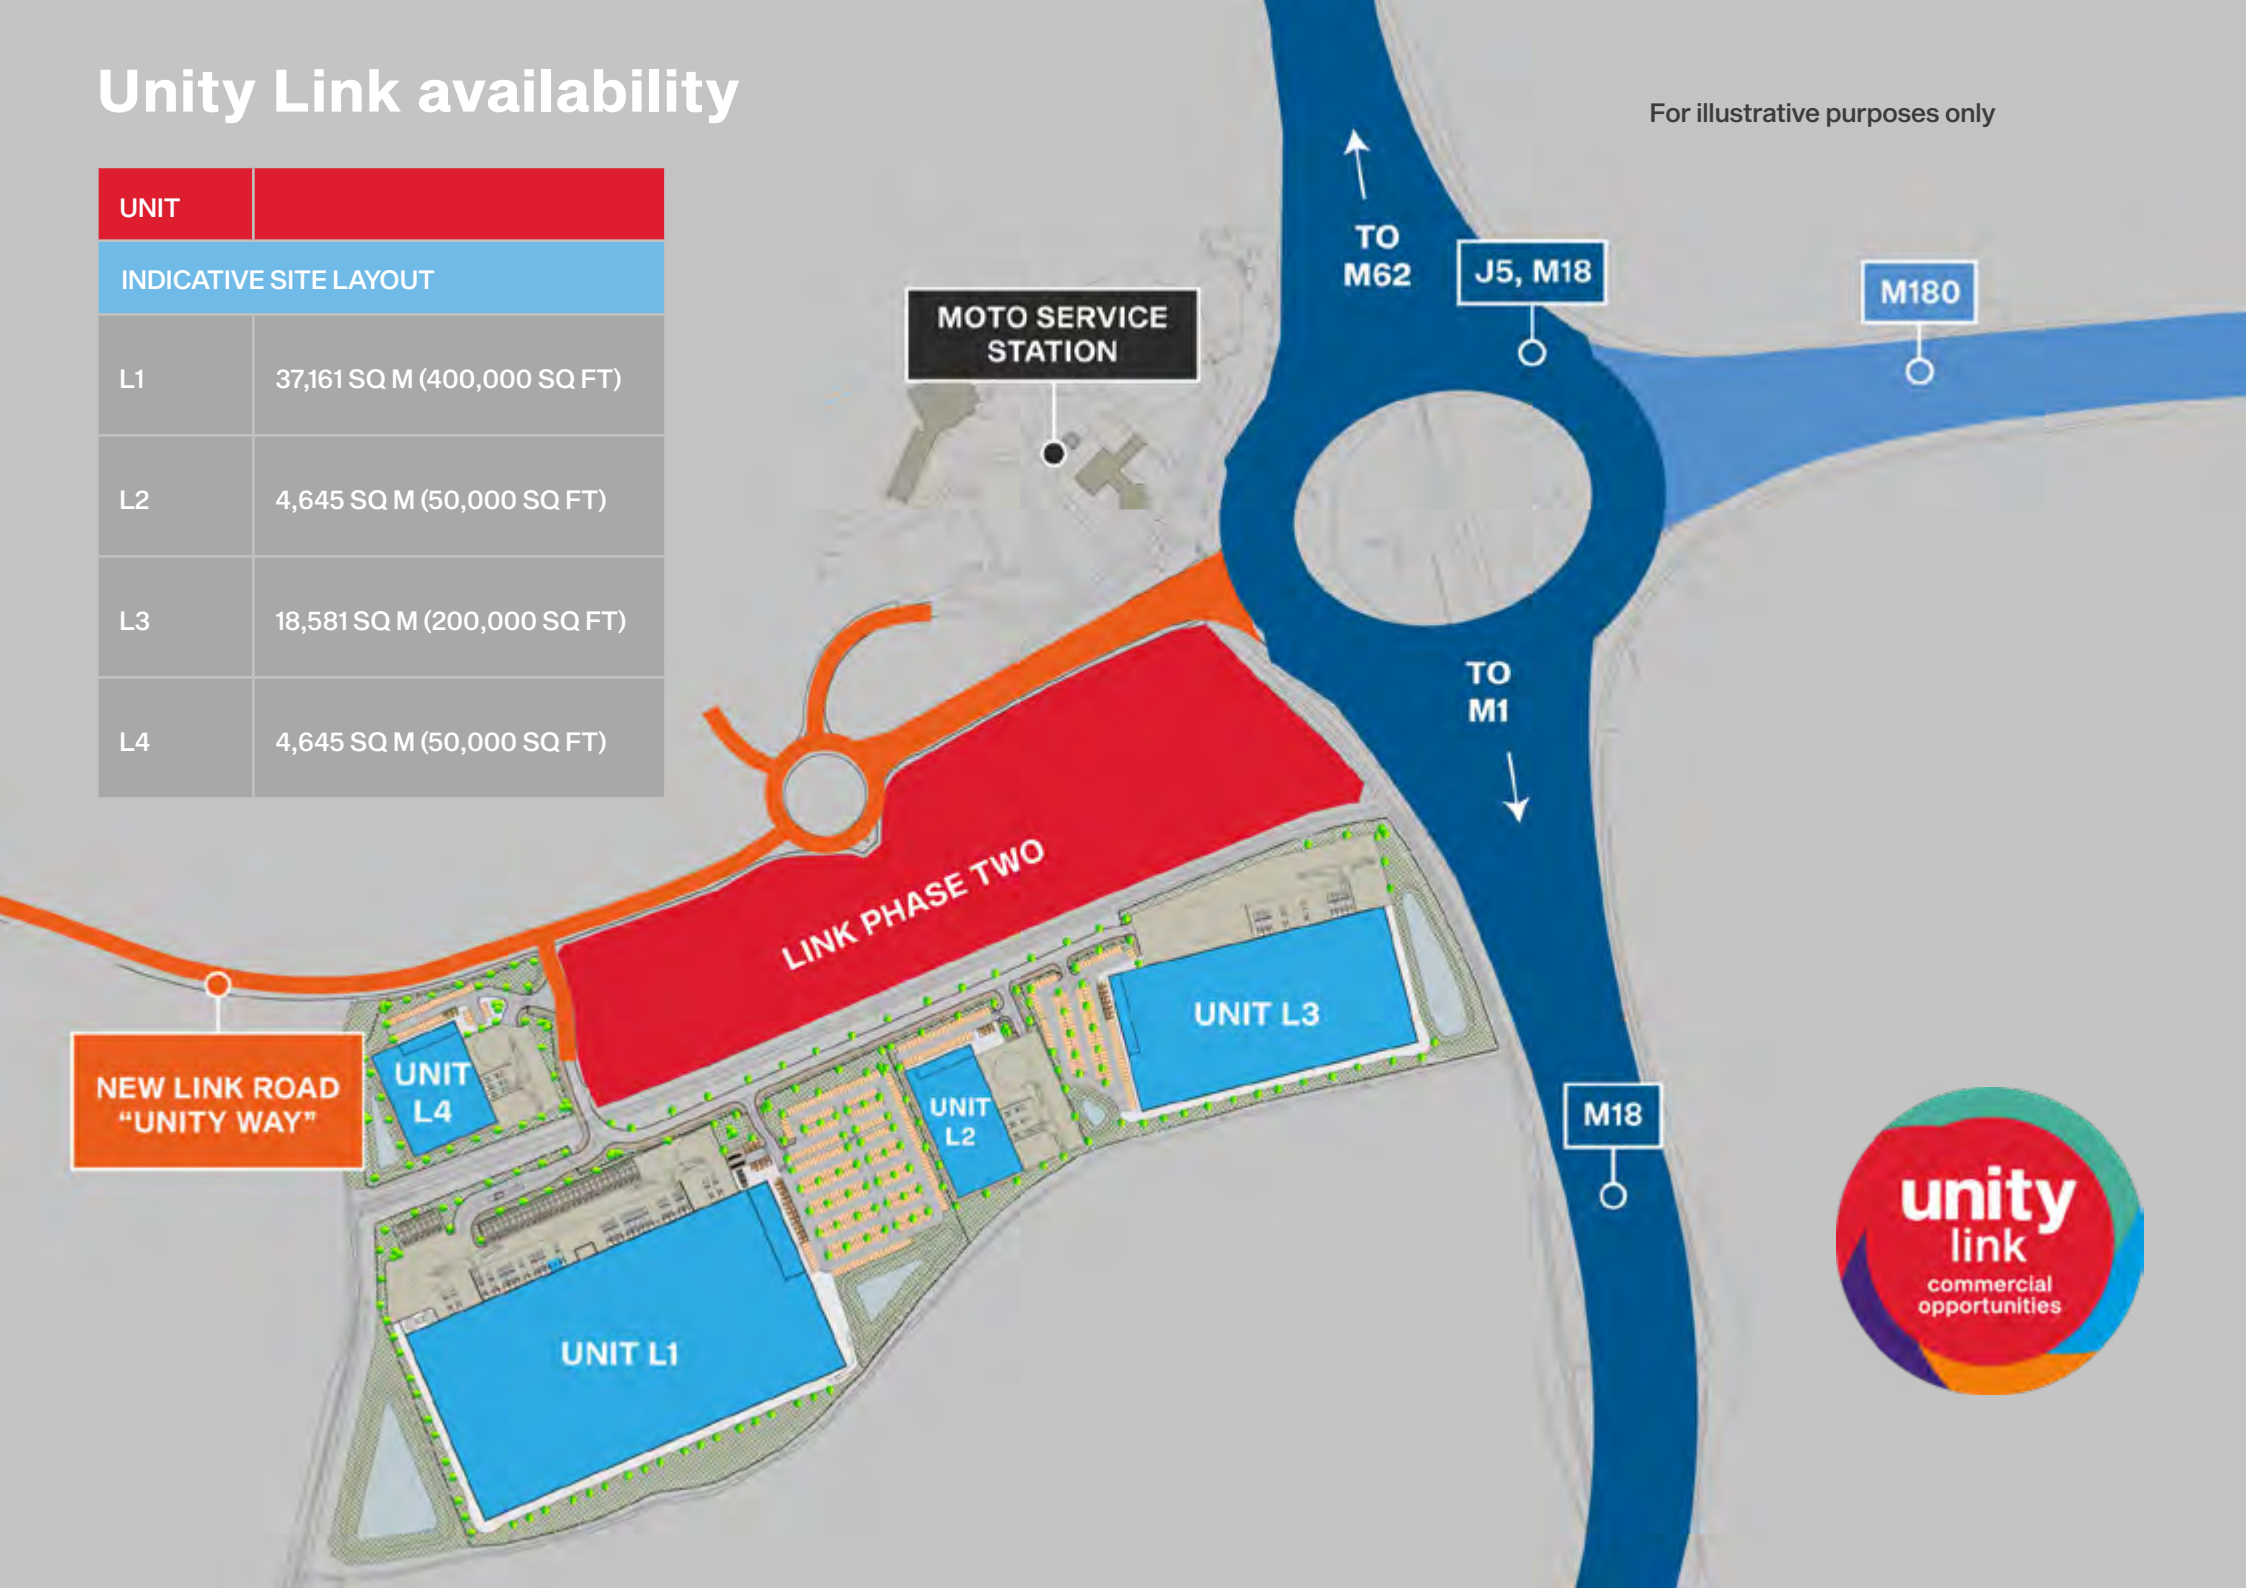 Unity Link availability
For illustrative purposes only
UNIT
INDICATIVE SITE LAYOUT
L1 37,161 SQ M (400,000 SQ FT)
L2 4,645 SQ M (50,000 SQ FT)
L3 18,581 SQ M (200,000 SQ FT)
L4 4,645 SQ M (50,000 SQ FT)
TO
M62
J5, M18
M180
MOTO SERVICE
STATION
TO
M1
LINK PHASE TWO
UNIT L3
NEW LINK ROAD
“UNITY WAY”
UNIT
L4
UNIT
L2
M18
UNIT L1
unity
link
commercial
opportunities